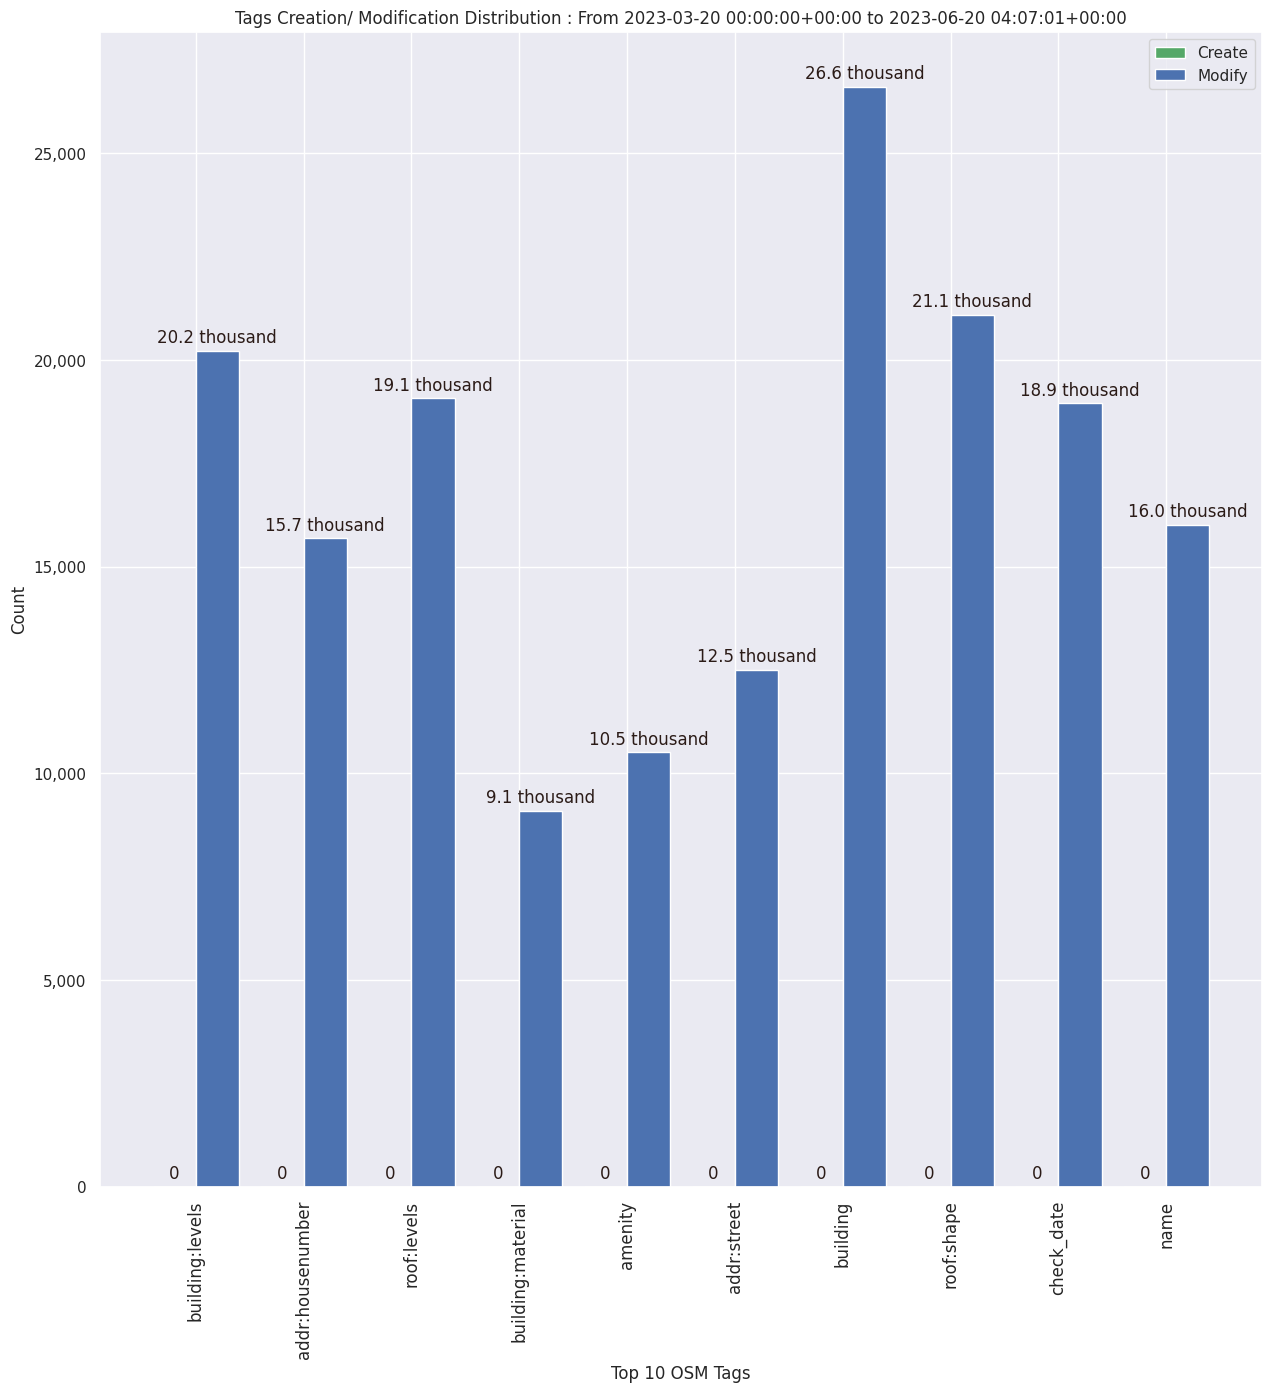 Tags Creation/ Modification Distribution : From 2023-03-20 00:00:00+00:00 to 2023-06-20 04:07:01+00:00
Create
Modify
26.6 thousand
25,000
21.1 thousand
20.2 thousand
20,000
19.1 thousand
18.9 thousand
16.0 thousand
15.7 thousand
15,000
12.5 thousand
10.5 thousand
10,000
9.1 thousand
5,000
0 0 0 0 0 0 0 0 0 0
0
Count
building:levels
addr:housenumber
roof:levels
building:material
amenity
addr:street
building
roof:shape
check_date
name
Top 10 OSM Tags